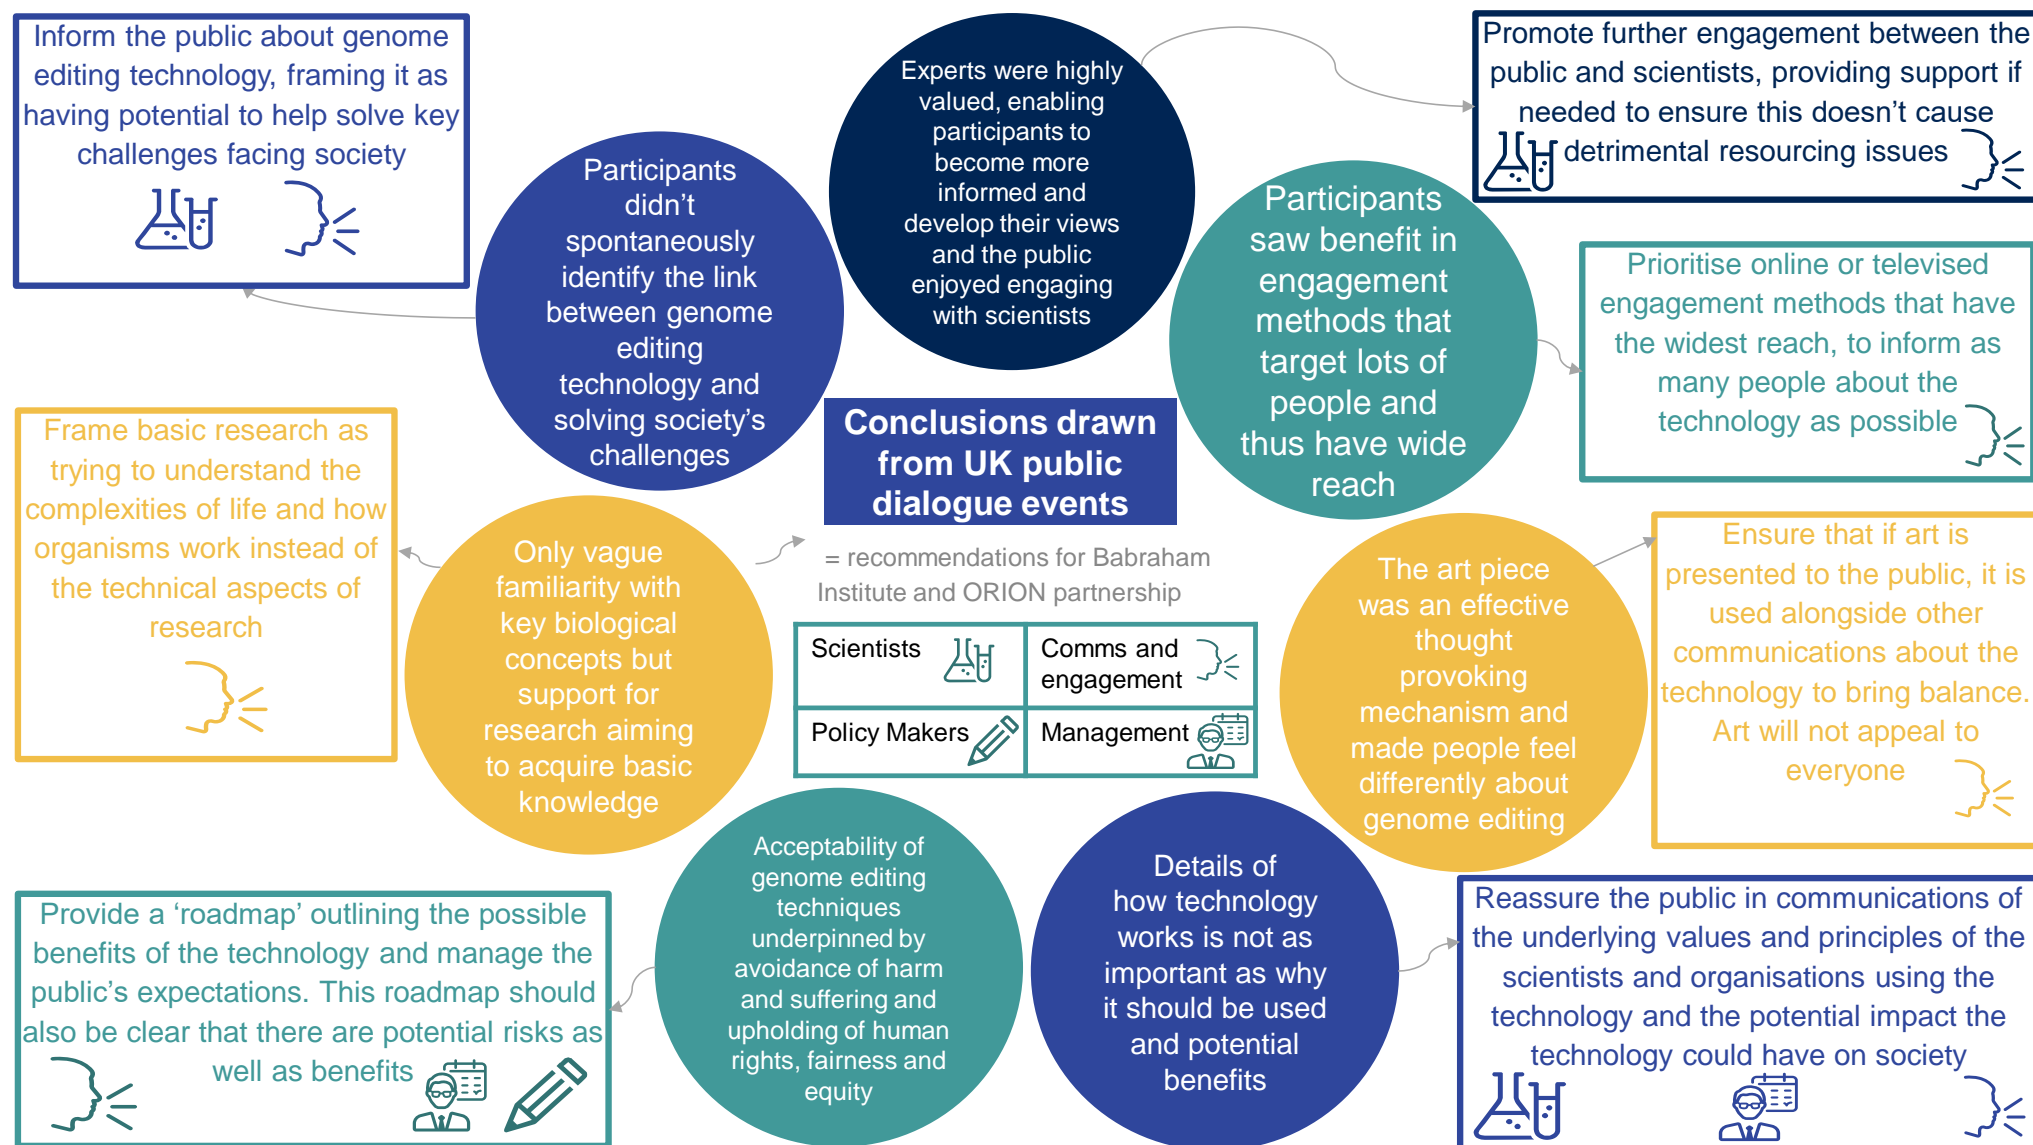 Inform the public about genome
editing technology, framing it as
having potential to help solve key
challenges facing society
Participants
didn't
spontaneously
identify the link
between genome
editing
technology and
solving society's
challenges
Experts were highly
valued, enabling
participants to
become more
informed and
develop their views
and the public
enjoyed engaging
with scientists
Promote further engagement between the
public and scientists, providing support if
needed to ensure this doesn't cause
detrimental resourcing issues
Participants
saw benefit in
engagement
methods that
target lots of
people and
thus have wide
reach
Prioritise online or televised
engagement methods that have
the widest reach, to inform as
many people about the
technology as possible
Conclusions drawn
from UK public
dialogue events
= recommendations for Babraham
Institute and ORION partnership
Scientists
Comms and
engagement
Policy Makers
Management
Frame basic research as
trying to understand the
complexities of life and how
organisms work instead of
the technical aspects of
research
Only vague
familiarity with
key biological
concepts but
support for
research aiming
to acquire basic
knowledge
The art piece
was an effective
thought
provoking
mechanism and
made people feel
differently about
genome editing
Ensure that if art is
presented to the public, it is
used alongside other
communications about the
technology to bring balance.
Art will not appeal to
everyone
Provide a 'roadmap' outlining the possible
benefits of the technology and manage the
public's expectations. This roadmap should
also be clear that there are potential risks as
well as benefits
Acceptability of
genome editing
techniques
underpinned by
avoidance of harm
and suffering and
upholding of human
rights, fairness and
equity
Details of
how technology
works is not as
important as why
it should be used
and potential
benefits
Reassure the public in communications of
the underlying values and principles of the
scientists and organisations using the
technology and the potential impact the
technology could have on society